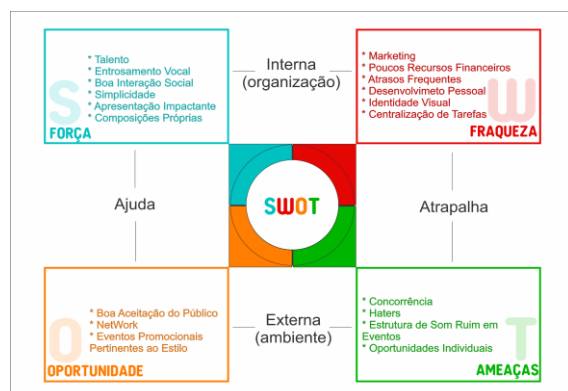 * Talento
* Entrosamento Vocal
* Boa Interação Social
* Simplicidade
* Apresentação Impactante
* Composições Próprias
S
FORÇA
Interna
(organização)
* Marketing
* Poucos Recursos Financeiros
* Atrasos Frequentes
* Desenvolvimeto Pessoal
* Identidade Visual
* Centralização de Tarefas
W
FRAQUEZA
Ajuda
SWOT
Atrapalha
* Boa Aceitação do Público
* NetWork
* Eventos Promocionais
Pertinentes ao Estilo
O
OPORTUNIDADE
Externa
(ambiente)
* Concorrência
* Haters
* Estrutura de Som Ruim em
Eventos
* Oportunidades Individuais
T
AMEAÇAS